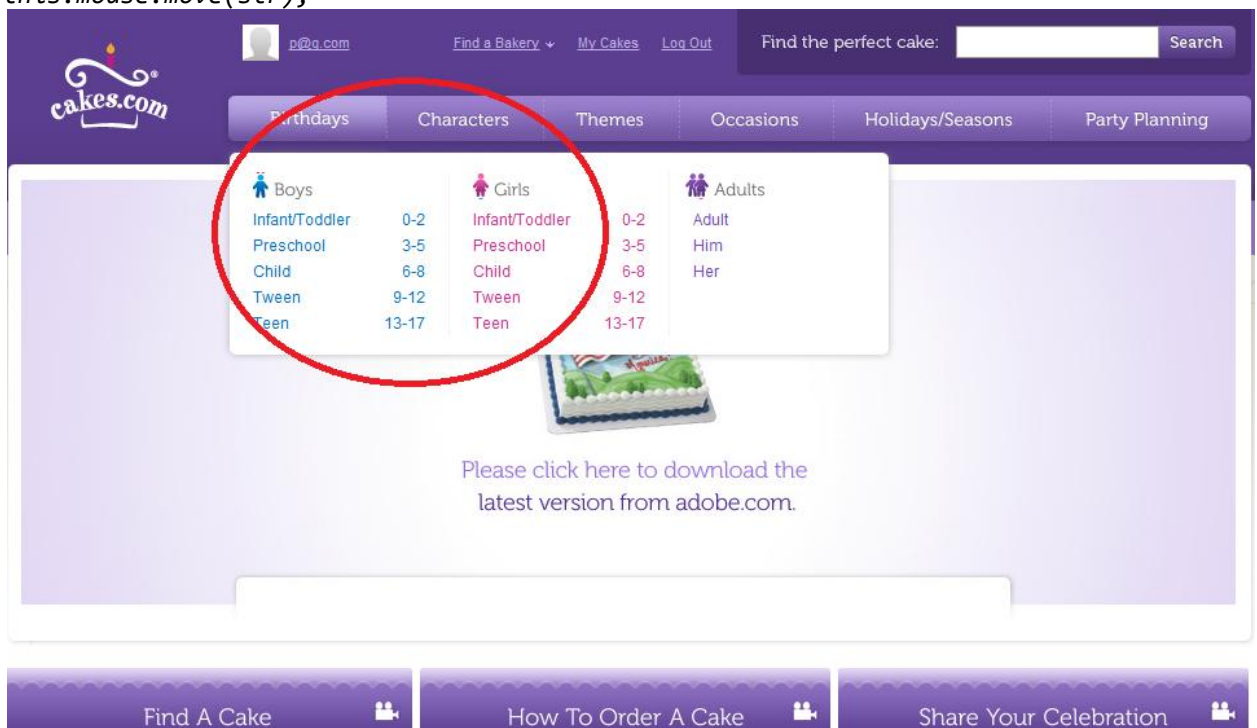 this.mouse.move(str);
p@q.com Find a Bakery My Cakes Log Out Find the perfect cake: Search
cakes.com
Birthdays Characters Themes Occasions Holidays/Seasons Party Planning
Boys Girls Adults
Infant/Toddler 0-2 Infant/Toddler 0-2 Adult
Preschool 3-5 Preschool 3-5 Him
Child 6-8 Child 6-8 Her
Tween 9-12 Tween 9-12
Teen 13-17 Teen 13-17
Please click here to download the
latest version from adobe.com.
Find A Cake How To Order A Cake Share Your Celebration